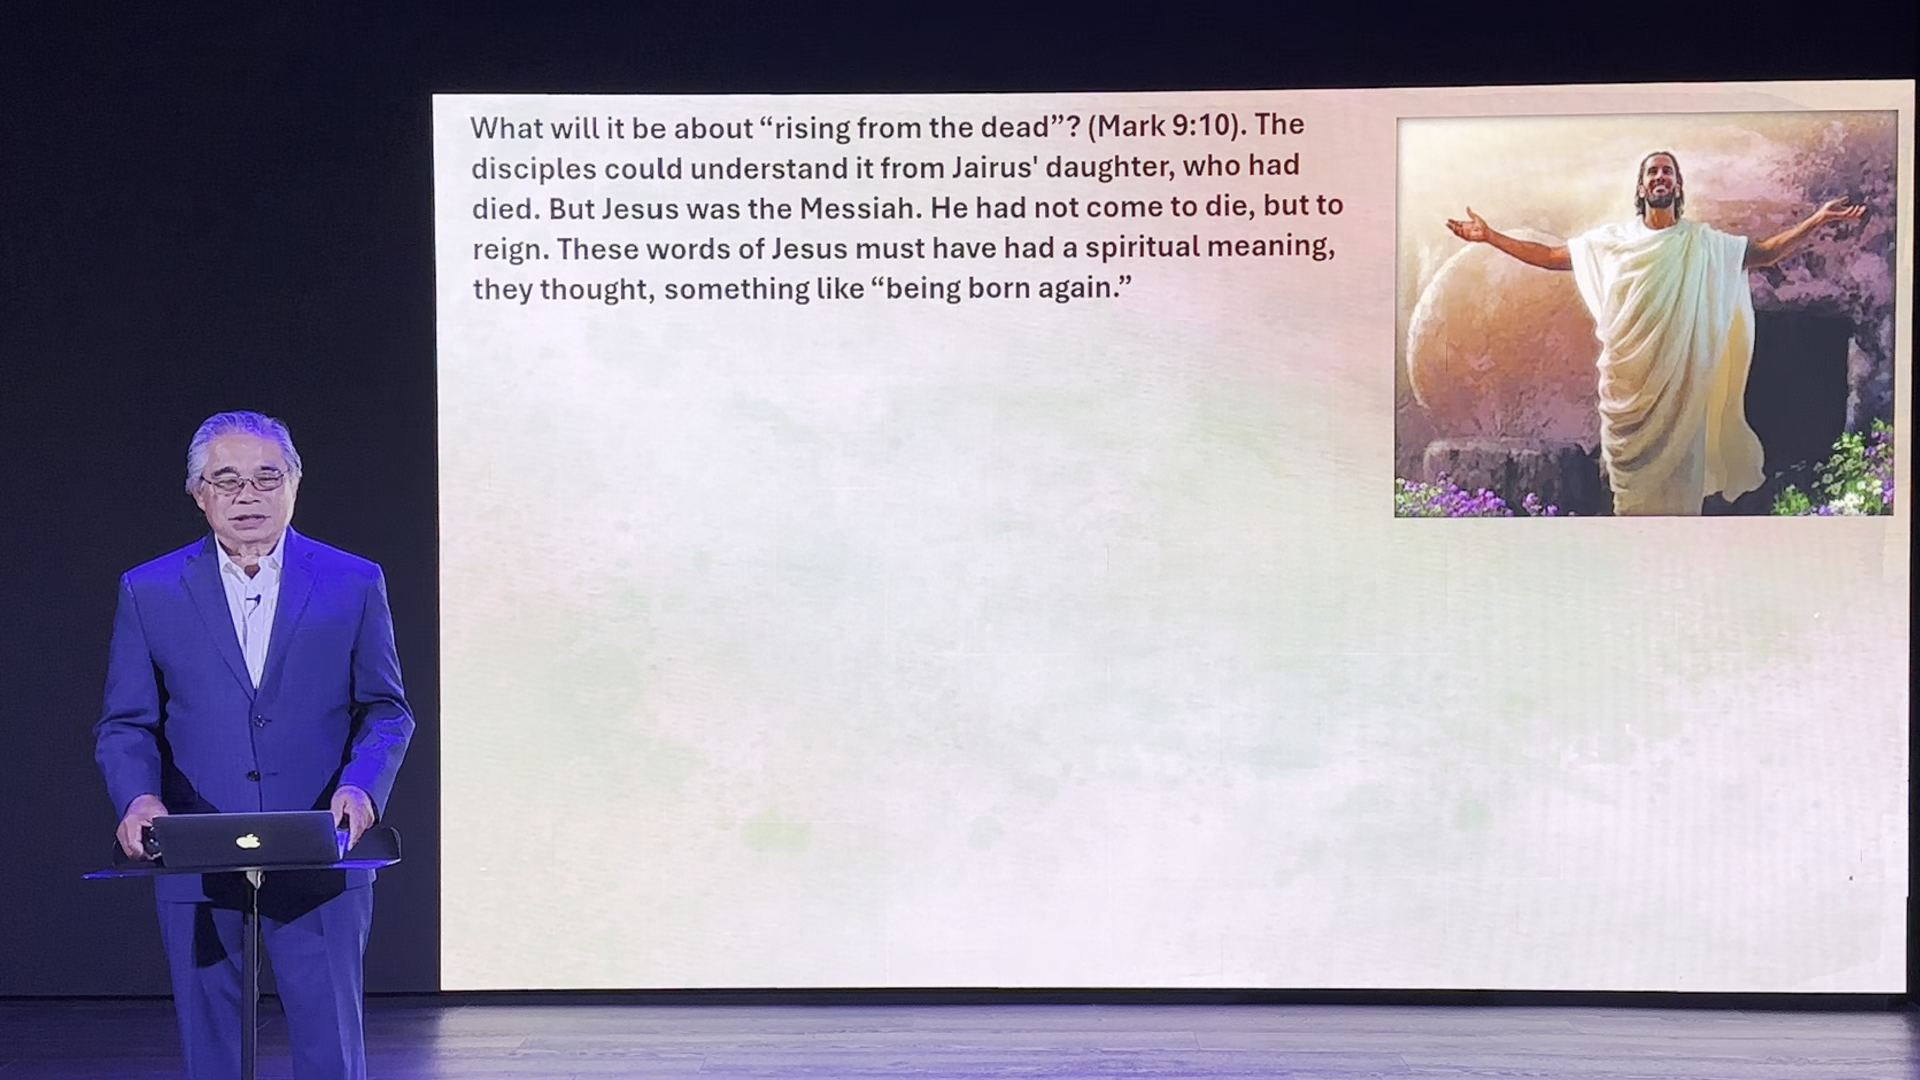 What will it be about “rising from the dead”? (Mark 9:10). The
disciples could understand it from Jairus' daughter, who had
died. But Jesus was the Messiah. He had not come to die, but to
reign. These words of Jesus must have had a spiritual meaning,
they thought, something like “being born again.”